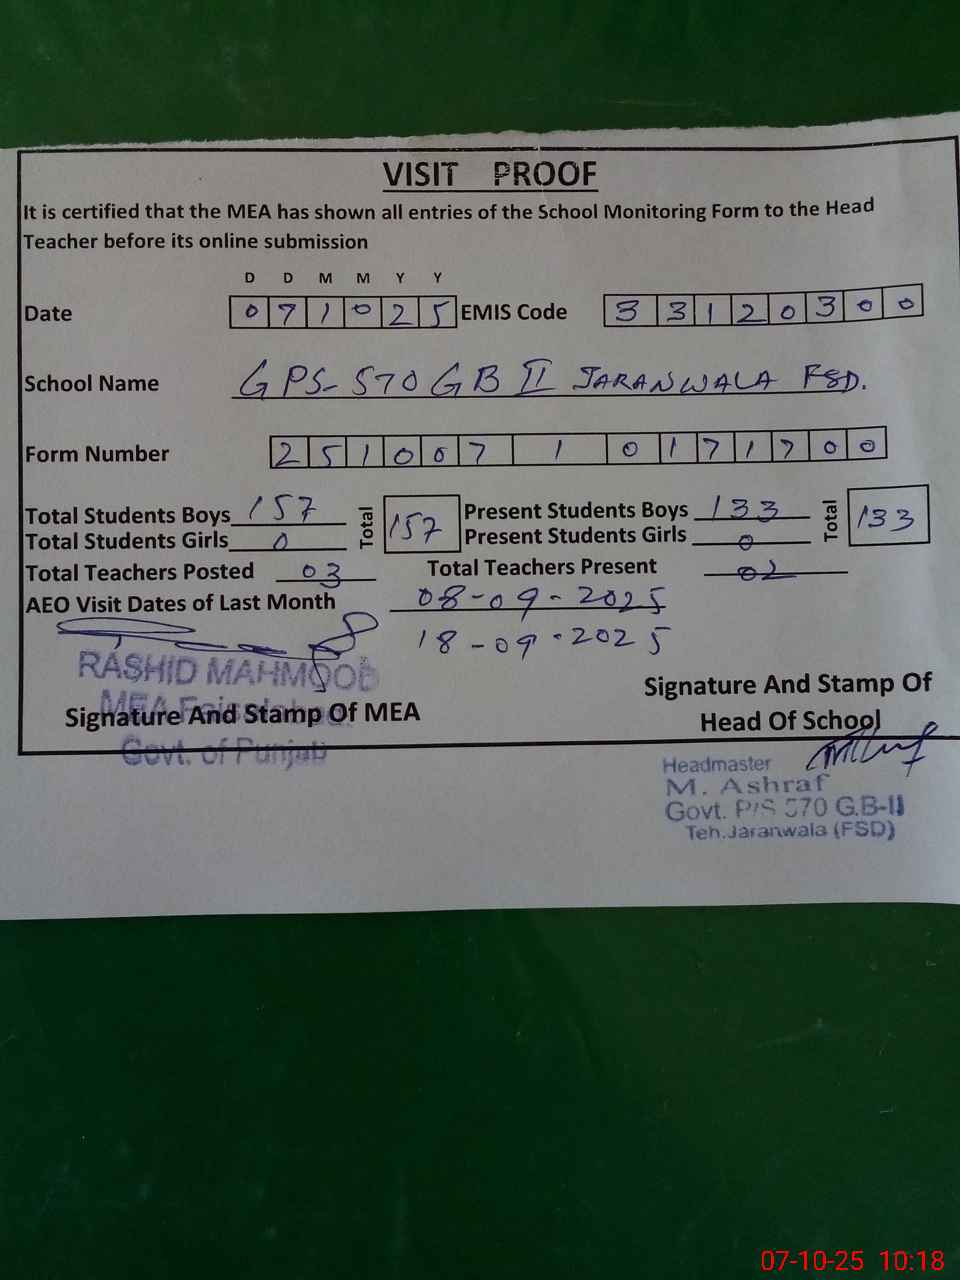 VISIT PROOF
It is certified that the MEA has shown all entries of the School Monitoring Form to the Head
Teacher before its online submission
D D M M Y Y
Date 0 7 1 0 2 5 EMIS Code 3 3 1 2 0 3 0 0
School Name GPS-570 GB II JARANWALA FSD.
Form Number 2 5 1 0 0 7 1 0 1 7 1 7 0 0
Total Students Boys 157 Total 157 Present Students Boys 133 Total 133
Total Students Girls 0 Present Students Girls 0
Total Teachers Posted 03 Total Teachers Present 02
AEO Visit Dates of Last Month 08-09-2025
18-09-2025
RASHID MAHMOOD
MEA Faisalabad
Signature And Stamp Of MEA
Govt. of Punjab
Signature And Stamp Of
Head Of School
Headmaster
M. Ashraf
Govt. P/S 570 G.B-II
Teh.Jaranwala (FSD)
07-10-25 10:18